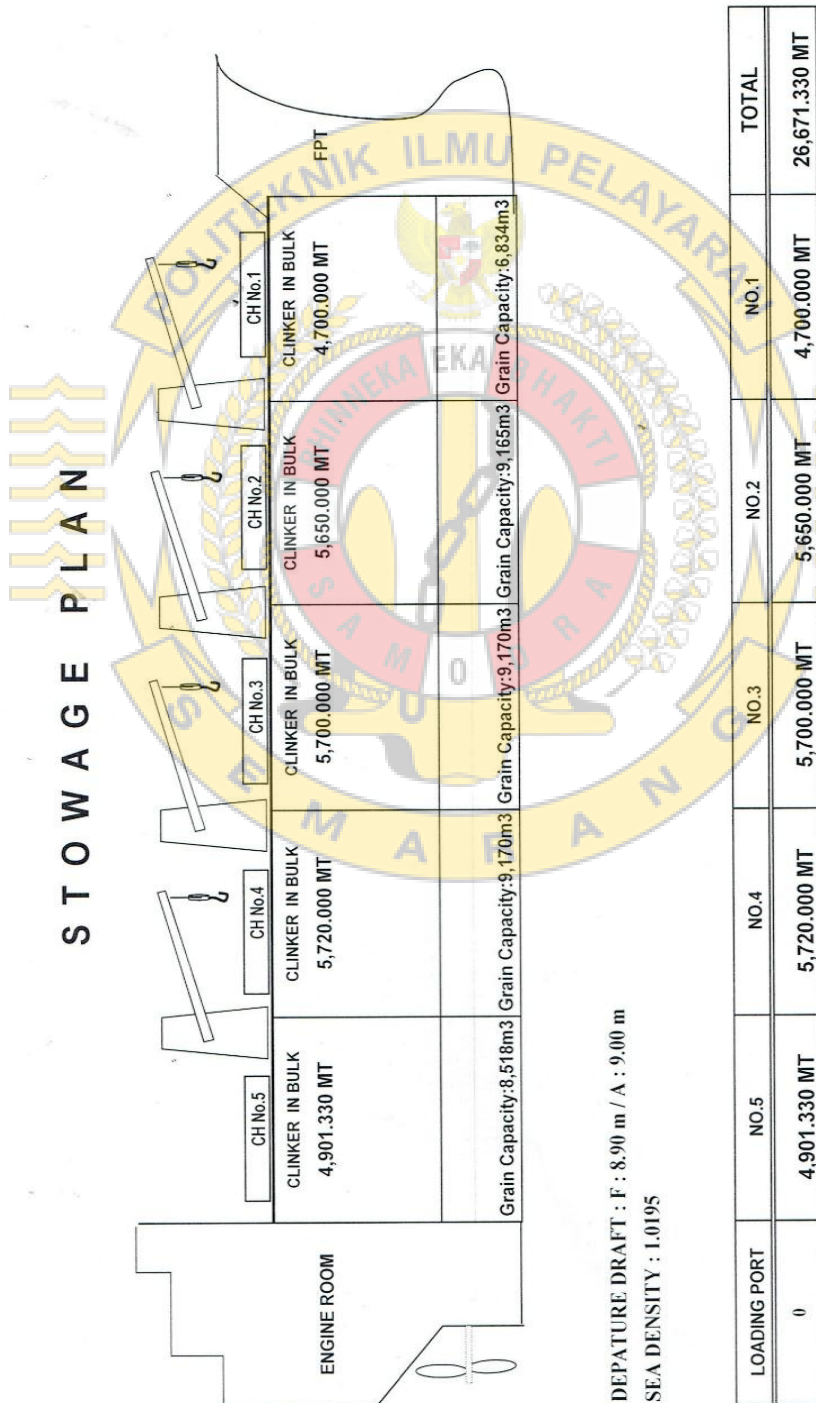 STOWAGE PLAN
CH No.5
CH No.4
CH No.3
CH No.2
CH No.1
ENGINE ROOM
CLINKER IN BULK
4,901.330 MT
Grain Capacity:8,518m3
CLINKER IN BULK
5,720.000 MT
Grain Capacity:9,170m3
CLINKER IN BULK
5,700.000 MT
Grain Capacity:9,170m3
CLINKER IN BULK
5,650.000 MT
Grain Capacity:9,165m3
CLINKER IN BULK
4,700.000 MT
Grain Capacity:6,834m3
FPT
POLITEKNIK ILMU PELAYARAN
SEMARANG
BHINNEKA EKA BHAKTI
SAMODRA
DEPATURE DRAFT : F : 8.90 m / A : 9.00 m
SEA DENSITY : 1.0195
LOADING PORT NO.5 NO.4 NO.3 NO.2 NO.1 TOTAL
0 4,901.330 MT 5,720.000 MT 5,700.000 MT 5,650.000 MT 4,700.000 MT 26,671.330 MT